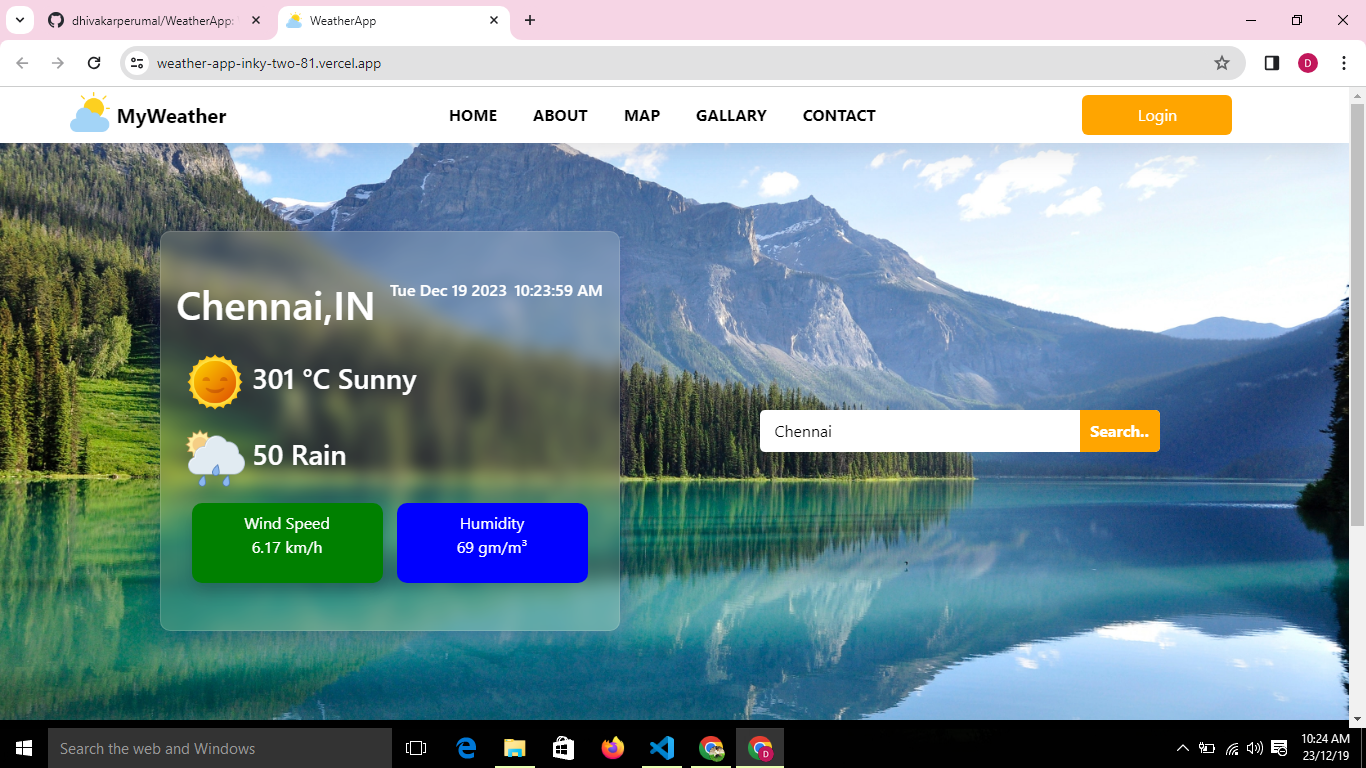 dhivakarperumal/WeatherApp:
WeatherApp
weather-app-inky-two-81.vercel.app
D
MyWeather
HOME
ABOUT
MAP
GALLARY
CONTACT
Login
Tue Dec 19 2023 10:23:59 AM
Chennai,IN
301 °C Sunny
50 Rain
Wind Speed
6.17 km/h
Humidity
69 gm/m³
Chennai
Search..
Search the web and Windows
D
10:24 AM
23/12/19